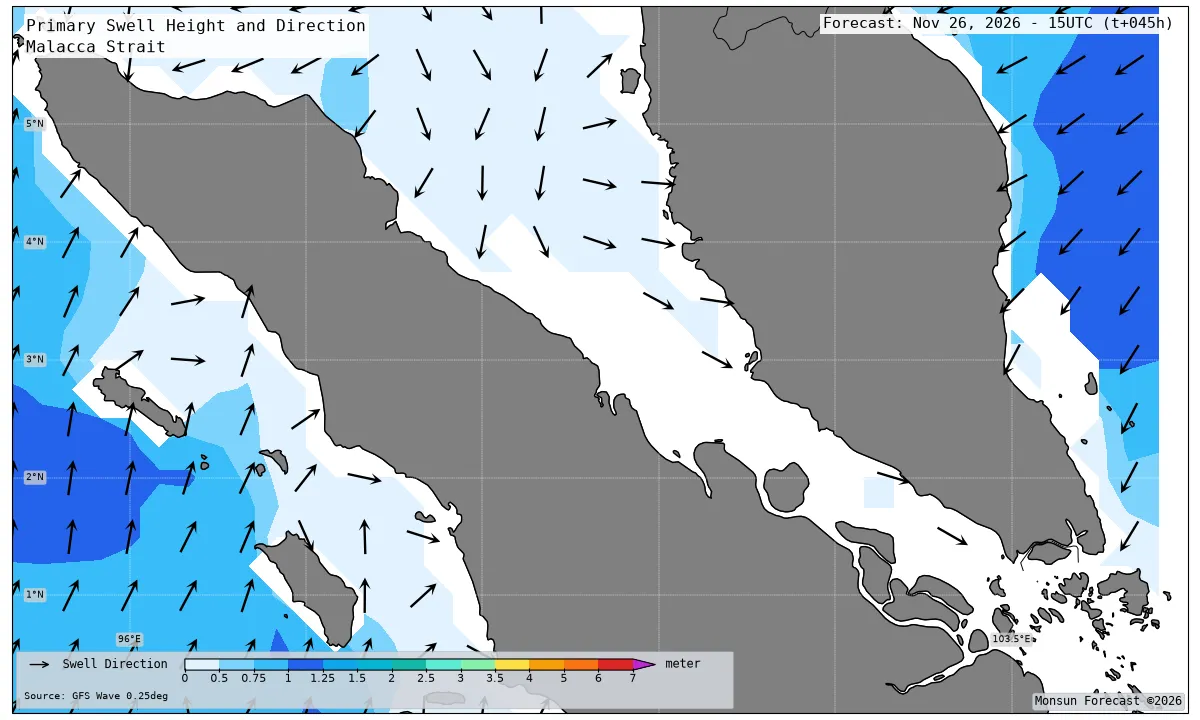 Primary Swell Height and Direction
Malacca Strait
Forecast: Nov 26, 2026 - 15UTC (t+045h)
5°N
4°N
3°N
2°N
1°N
96°E
103.5°E
Swell Direction
0 0.5 0.75 1 1.25 1.5 2 2.5 3 3.5 4 5 6 7
meter
Source: GFS Wave 0.25deg
Monsun Forecast ©2026